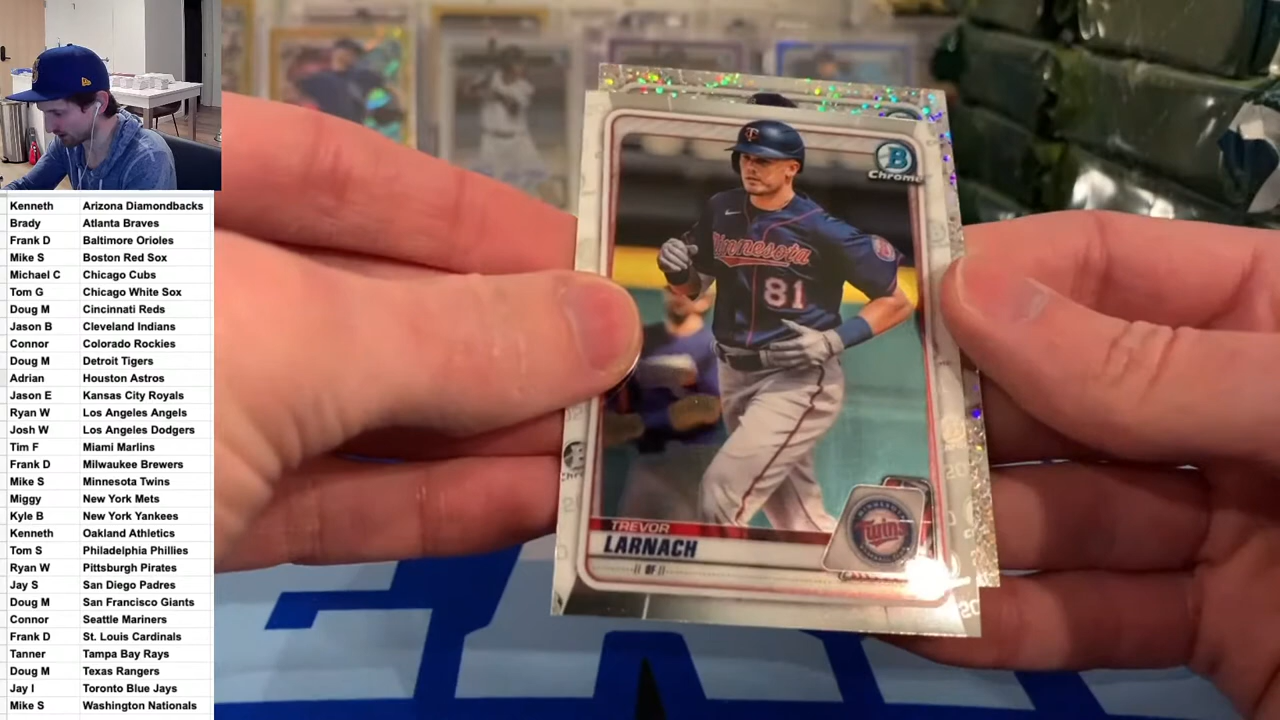 Kenneth Arizona Diamondbacks
Brady Atlanta Braves
Frank D Baltimore Orioles
Mike S Boston Red Sox
Michael C Chicago Cubs
Tom G Chicago White Sox
Doug M Cincinnati Reds
Jason B Cleveland Indians
Connor Colorado Rockies
Doug M Detroit Tigers
Adrian Houston Astros
Jason E Kansas City Royals
Ryan W Los Angeles Angels
Josh W Los Angeles Dodgers
Tim F Miami Marlins
Frank D Milwaukee Brewers
Mike S Minnesota Twins
Miggy New York Mets
Kyle B New York Yankees
Kenneth Oakland Athletics
Tom S Philadelphia Phillies
Ryan W Pittsburgh Pirates
Jay S San Diego Padres
Doug M San Francisco Giants
Connor Seattle Mariners
Frank D St. Louis Cardinals
Tanner Tampa Bay Rays
Doug M Texas Rangers
Jay I Toronto Blue Jays
Mike S Washington Nationals
B
Chrome
Minnesota
81
TREVOR
LARNACH
OF
Twins